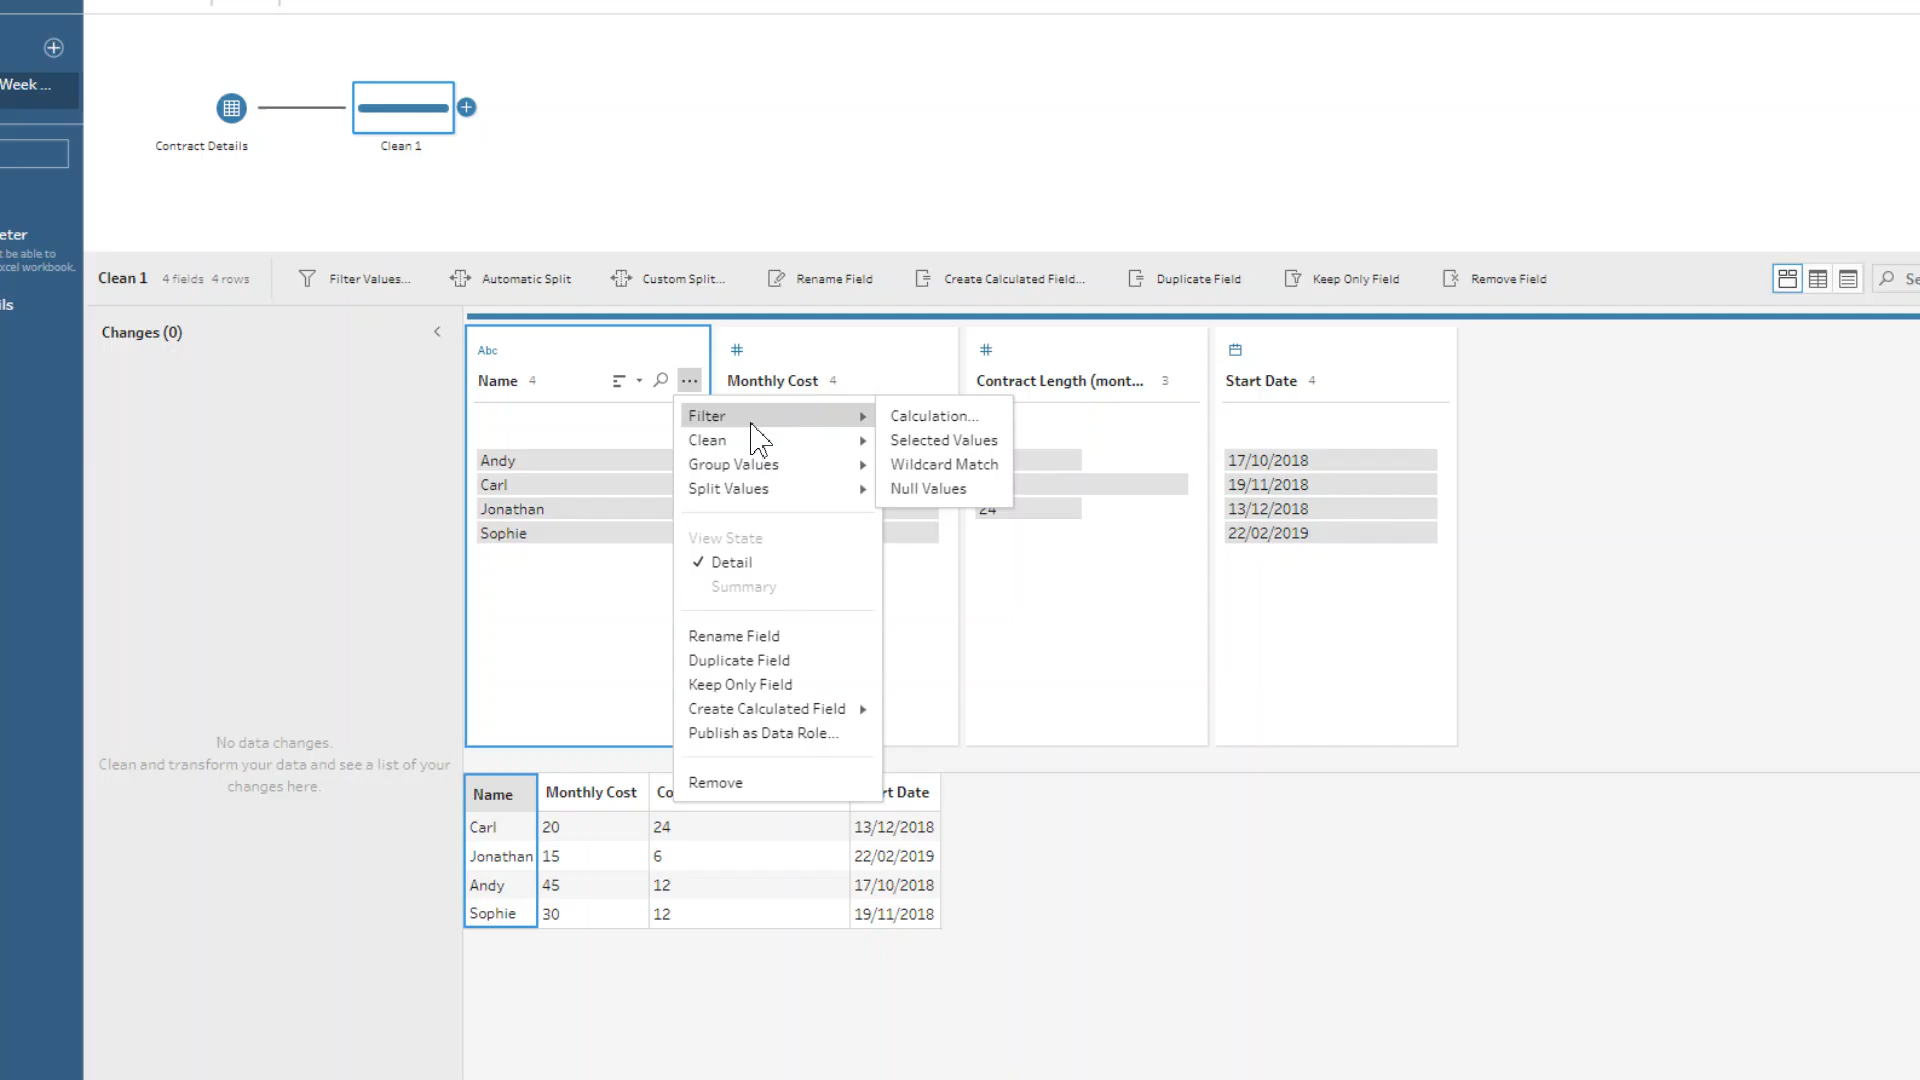 Week ...
Contract Details
Clean 1
eter
t be able to
xcel workbook.
ils
Clean 1 4 fields 4 rows Filter Values... Automatic Split Custom Split... Rename Field Create Calculated Field... Duplicate Field Keep Only Field Remove Field Se
Changes (0)
No data changes.
Clean and transform your data and see a list of your
changes here.
Abc
Name 4
Andy
Carl
Jonathan
Sophie
#
Monthly Cost 4
#
Contract Length (mont... 3
24
Start Date 4
17/10/2018
19/11/2018
13/12/2018
22/02/2019
Filter
Clean
Group Values
Split Values
View State
✓ Detail
Summary
Rename Field
Duplicate Field
Keep Only Field
Create Calculated Field
Publish as Data Role...
Remove
Calculation...
Selected Values
Wildcard Match
Null Values
Name Monthly Cost Co rt Date
Carl 20 24 13/12/2018
Jonathan 15 6 22/02/2019
Andy 45 12 17/10/2018
Sophie 30 12 19/11/2018